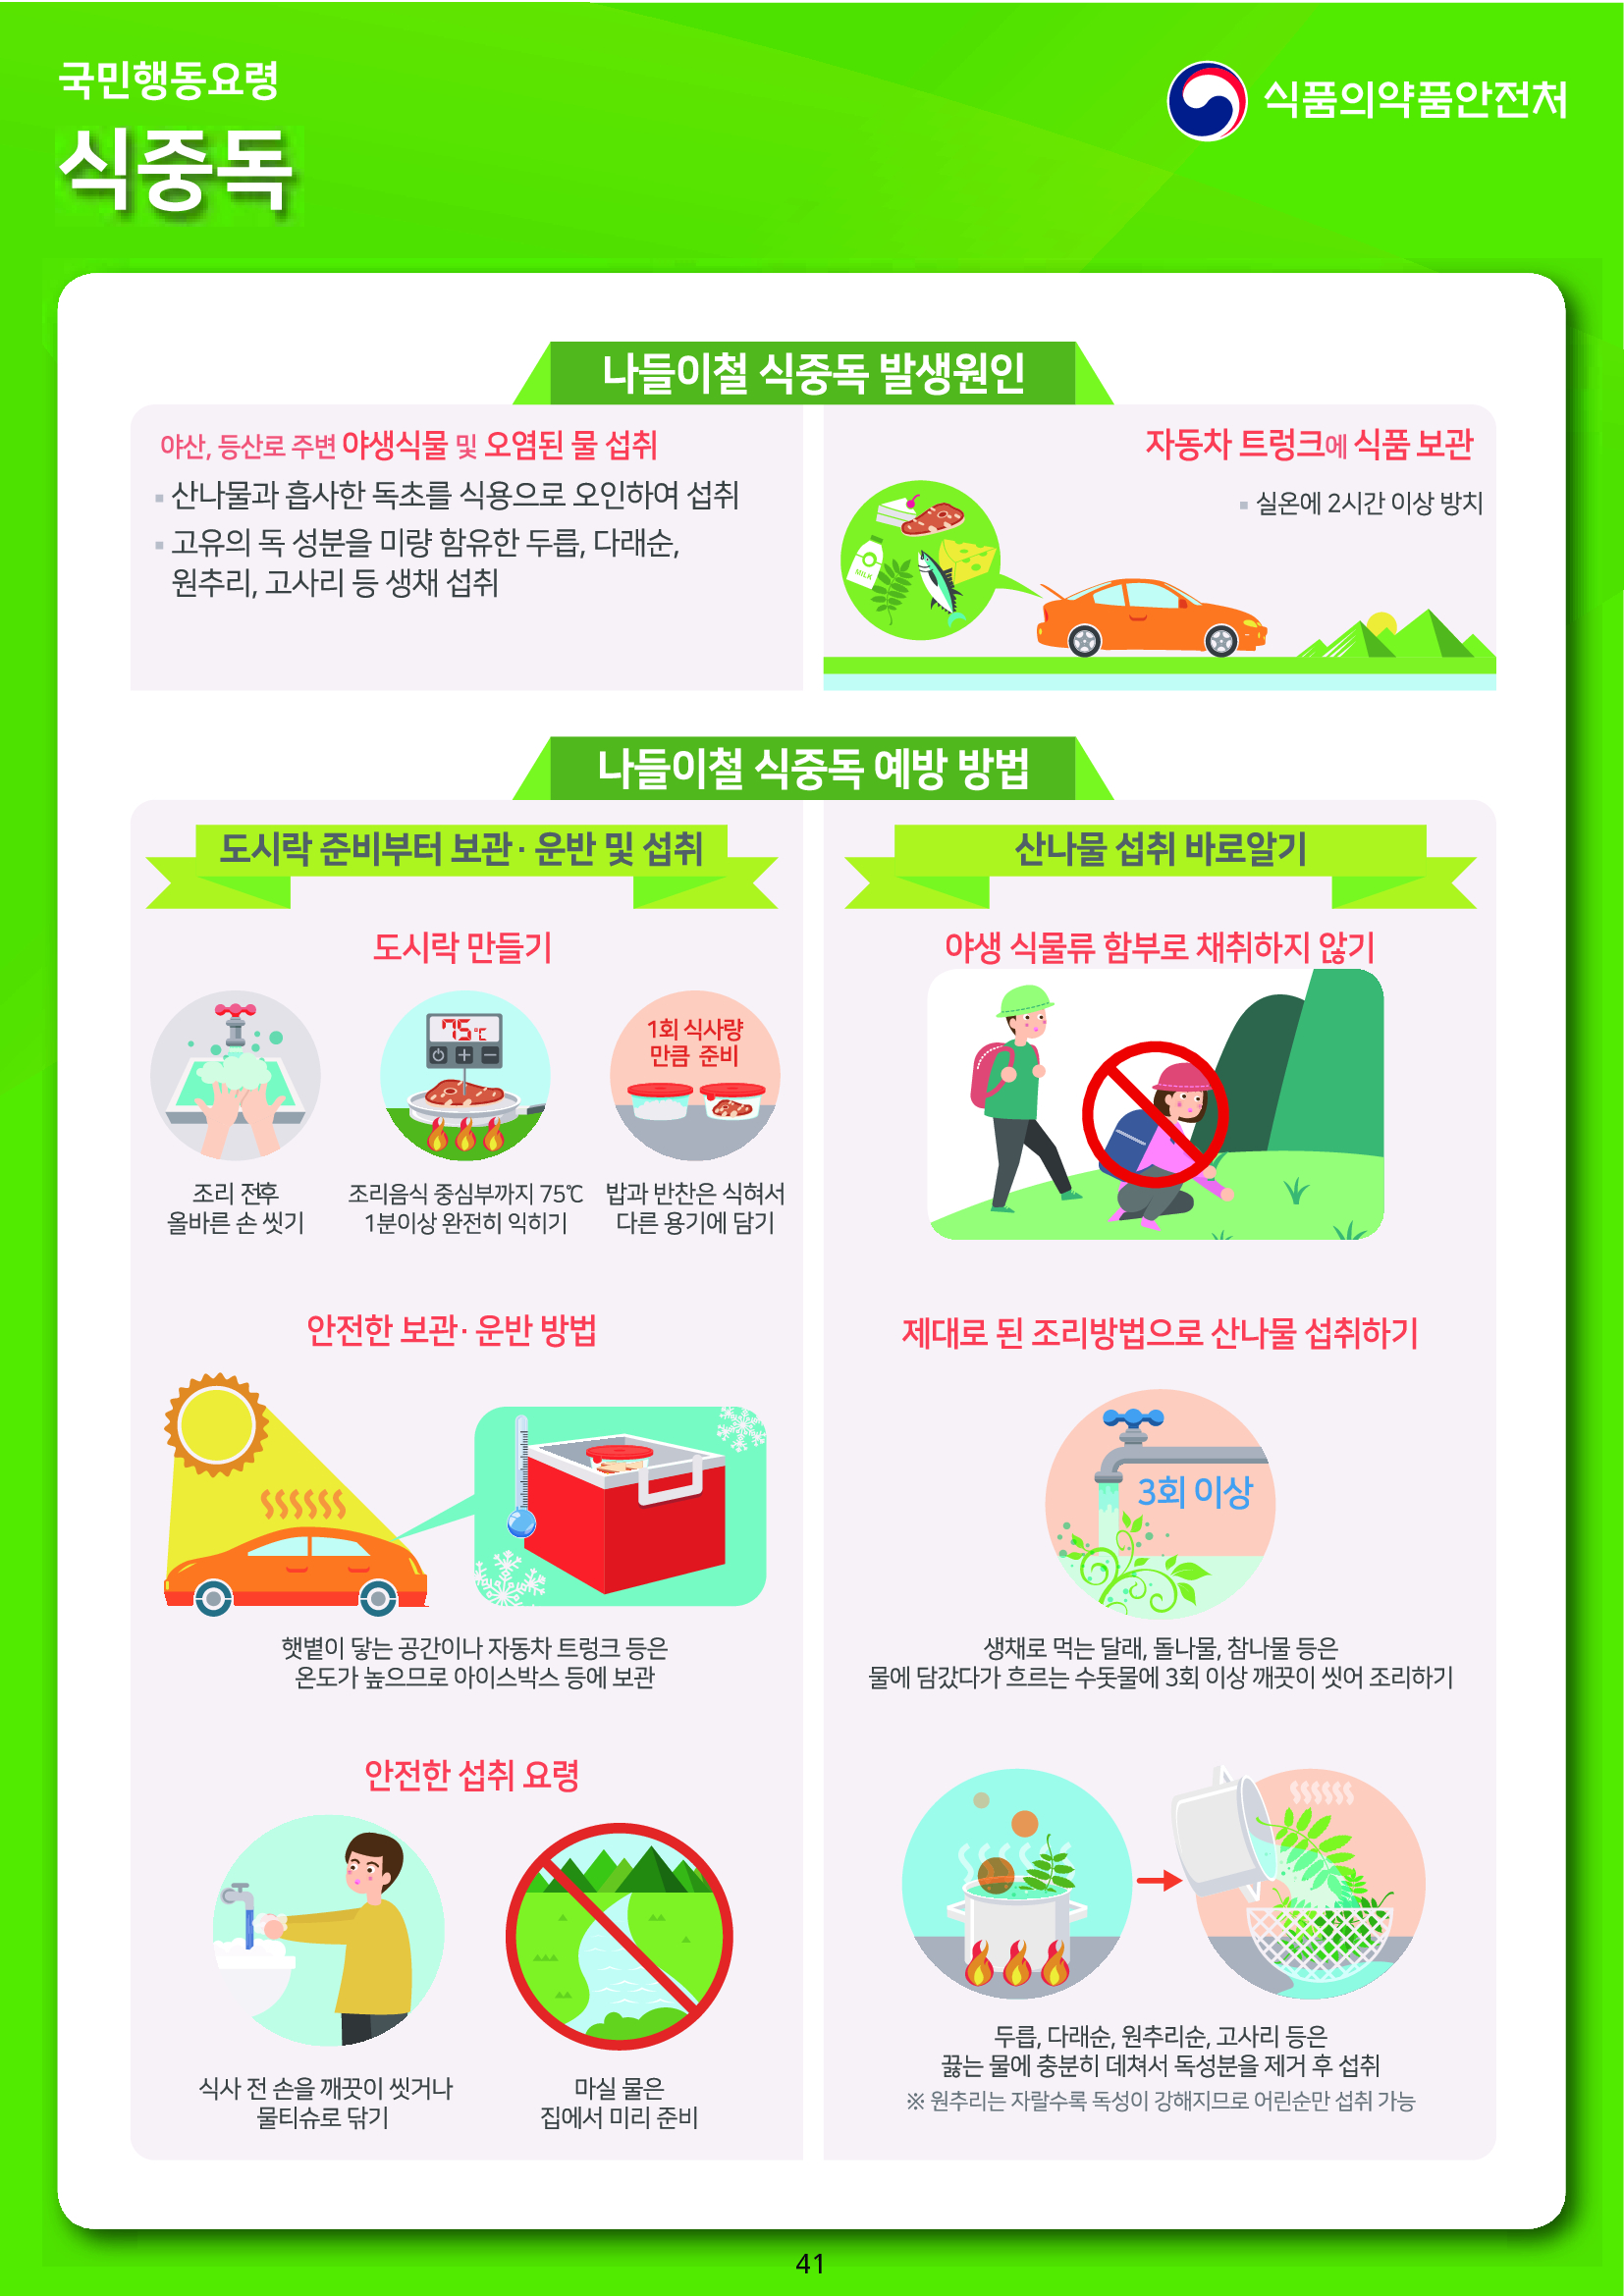 국민행동요령
식중독
식품의약품안전처
나들이철 식중독 발생원인
야산, 등산로 주변 야생식물 및 오염된 물 섭취
▪ 산나물과 흡사한 독초를 식용으로 오인하여 섭취
▪ 고유의 독 성분을 미량 함유한 두릅, 다래순,
원추리, 고사리 등 생채 섭취
자동차 트렁크에 식품 보관
▪ 실온에 2시간 이상 방치
MILK
나들이철 식중독 예방 방법
도시락 준비부터 보관· 운반 및 섭취
도시락 만들기
75℃
1회 식사량
만큼 준비
조리 전후
올바른 손 씻기
조리음식 중심부까지 75℃
1분이상 완전히 익히기
밥과 반찬은 식혀서
다른 용기에 담기
안전한 보관· 운반 방법
햇볕이 닿는 공간이나 자동차 트렁크 등은
온도가 높으므로 아이스박스 등에 보관
안전한 섭취 요령
식사 전 손을 깨끗이 씻거나
물티슈로 닦기
마실 물은
집에서 미리 준비
산나물 섭취 바로알기
야생 식물류 함부로 채취하지 않기
제대로 된 조리방법으로 산나물 섭취하기
3회 이상
생채로 먹는 달래, 돌나물, 참나물 등은
물에 담갔다가 흐르는 수돗물에 3회 이상 깨끗이 씻어 조리하기
두릅, 다래순, 원추리순, 고사리 등은
끓는 물에 충분히 데쳐서 독성분을 제거 후 섭취
※ 원추리는 자랄수록 독성이 강해지므로 어린순만 섭취 가능
41